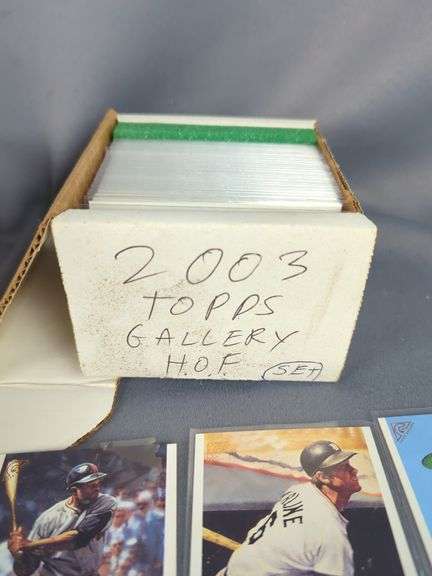 2003
TOPPS
GALLERY
H.O.F. SET